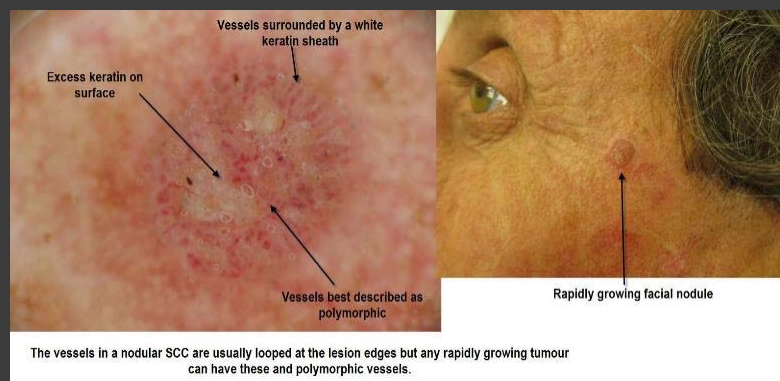 Vessels surrounded by a white
keratin sheath
Excess keratin on
surface
Vessels best described as
polymorphic
Rapidly growing facial nodule
The vessels in a nodular SCC are usually looped at the lesion edges but any rapidly growing tumour
can have these and polymorphic vessels.